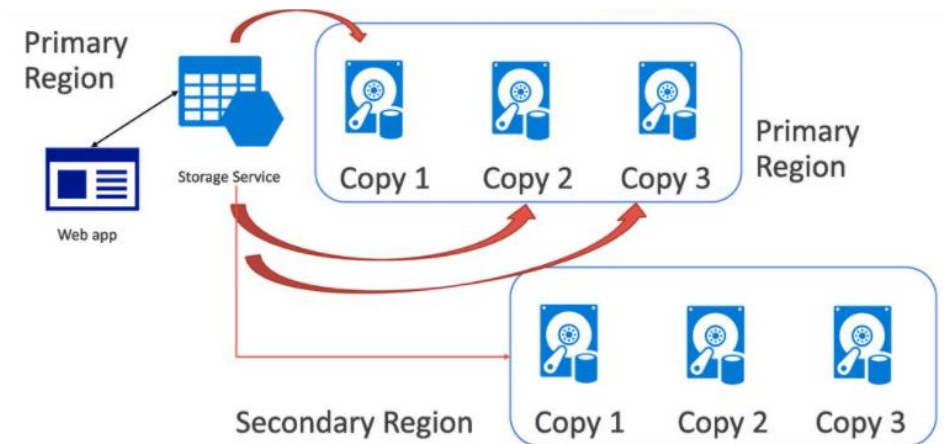 Primary
Region
Storage Service
Web app
Copy 1 Copy 2 Copy 3
Primary
Region
Secondary Region
Copy 1 Copy 2 Copy 3